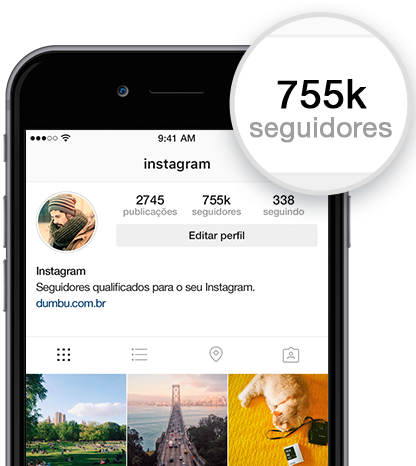 755k
seguidores
9:41 AM
instagram
2745 755k 338
publicações seguidores seguindo
Editar perfil
Instagram
Seguidores qualificados para o seu Instagram.
dumbu.com.br